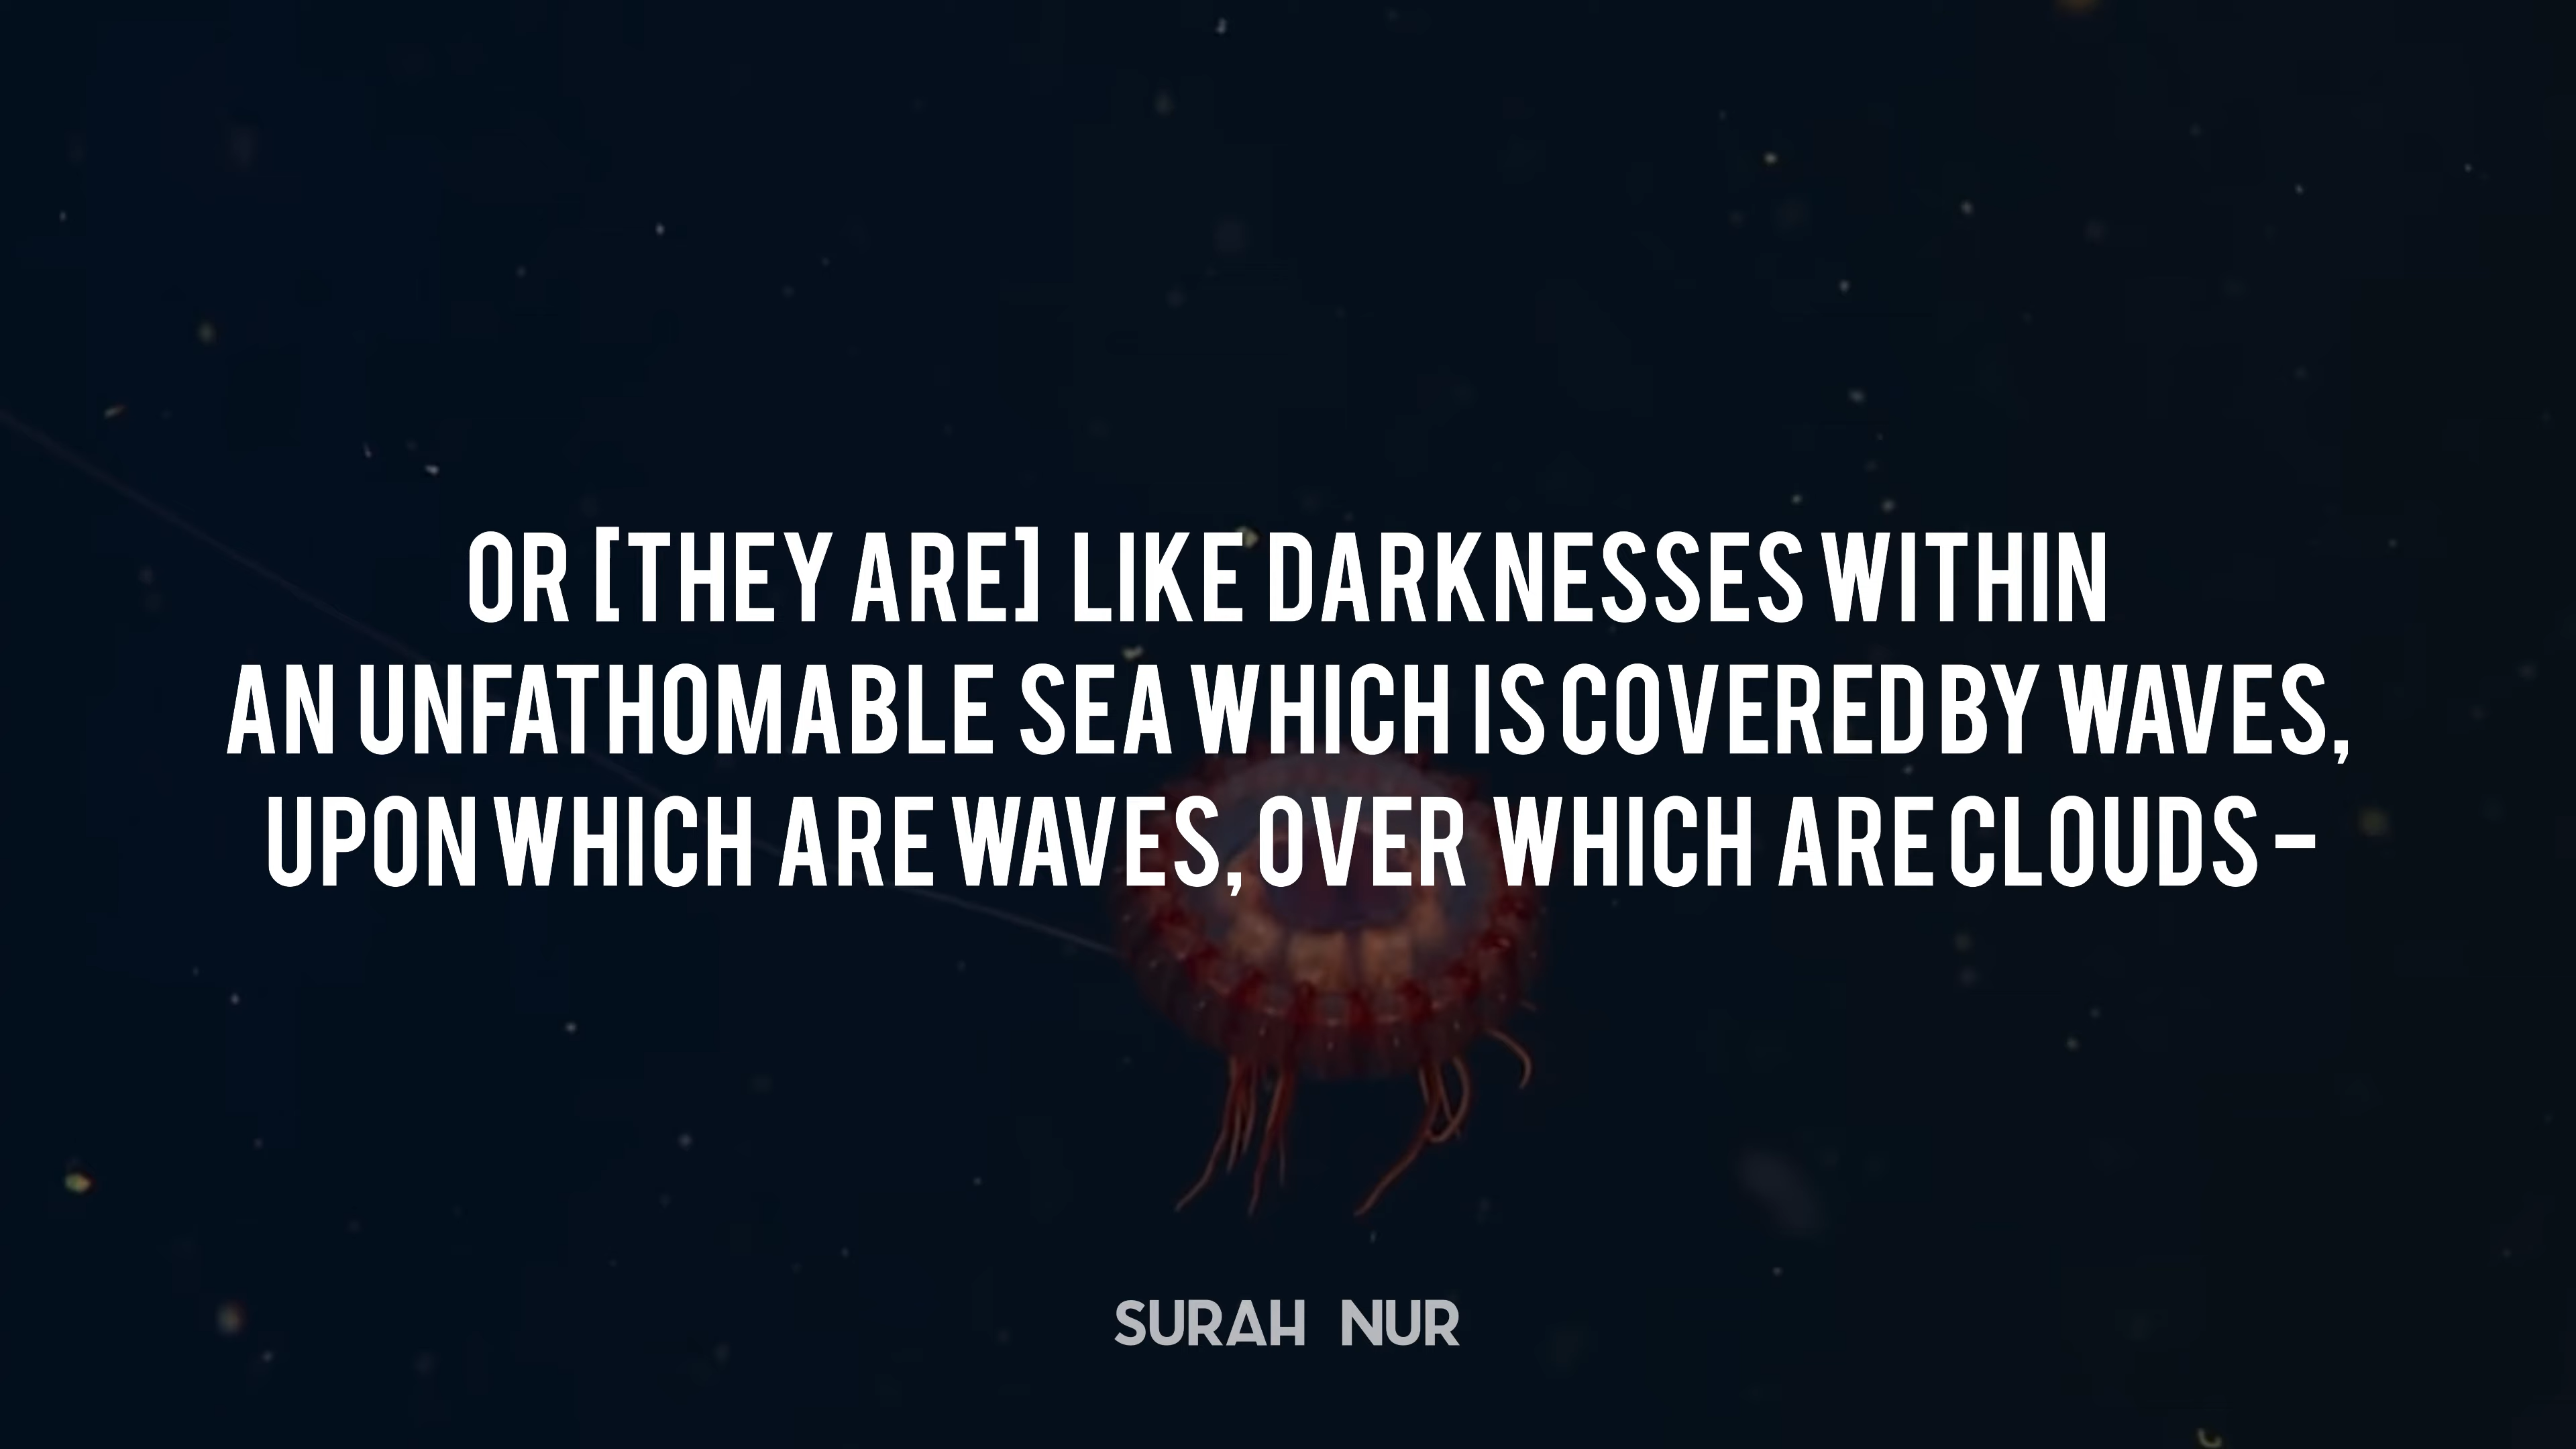 OR [THEY ARE] LIKE DARKNESSES WITHIN
AN UNFATHOMABLE SEA WHICH IS COVERED BY WAVES,
UPON WHICH ARE WAVES, OVER WHICH ARE CLOUDS –
SURAH NUR